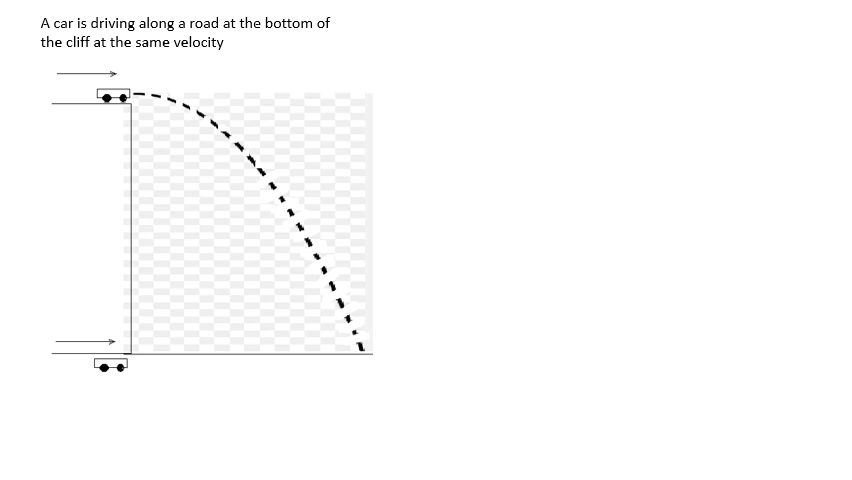 A car is driving along a road at the bottom of
the cliff at the same velocity